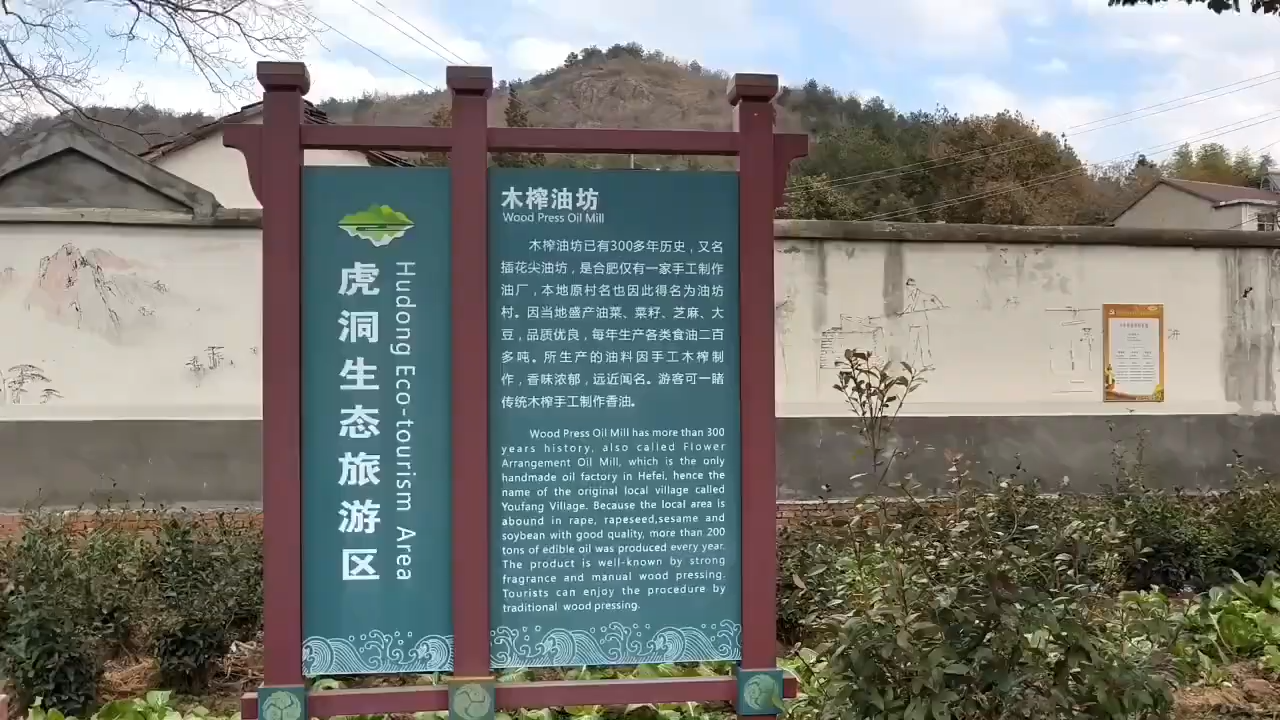 虎洞生态旅游区
Hudong Eco-tourism Area
木榨油坊
Wood Press Oil Mill
木榨油坊已有300多年历史，又名
插花尖油坊，是合肥仅有一家手工制作
油厂，本地原村名也因此得名为油坊
村。因当地盛产油菜、菜籽、芝麻、大
豆，品质优良，每年生产各类食油二百
多吨。所生产的油料因手工木榨制
作，香味浓郁，远近闻名。游客可一睹
传统木榨手工制作香油。
Wood Press Oil Mill has more than 300
years history, also called Flower
Arrangement Oil Mill, which is the only
handmade oil factory in Hefei, hence the
name of the original local village called
Youfang Village. Because the local area is
abound in rape, rapeseed,sesame and
soybean with good quality, more than 200
tons of edible oil was produced every year.
The product is well-known by strong
fragrance and manual wood pressing.
Tourists can enjoy the procedure by
traditional wood pressing.